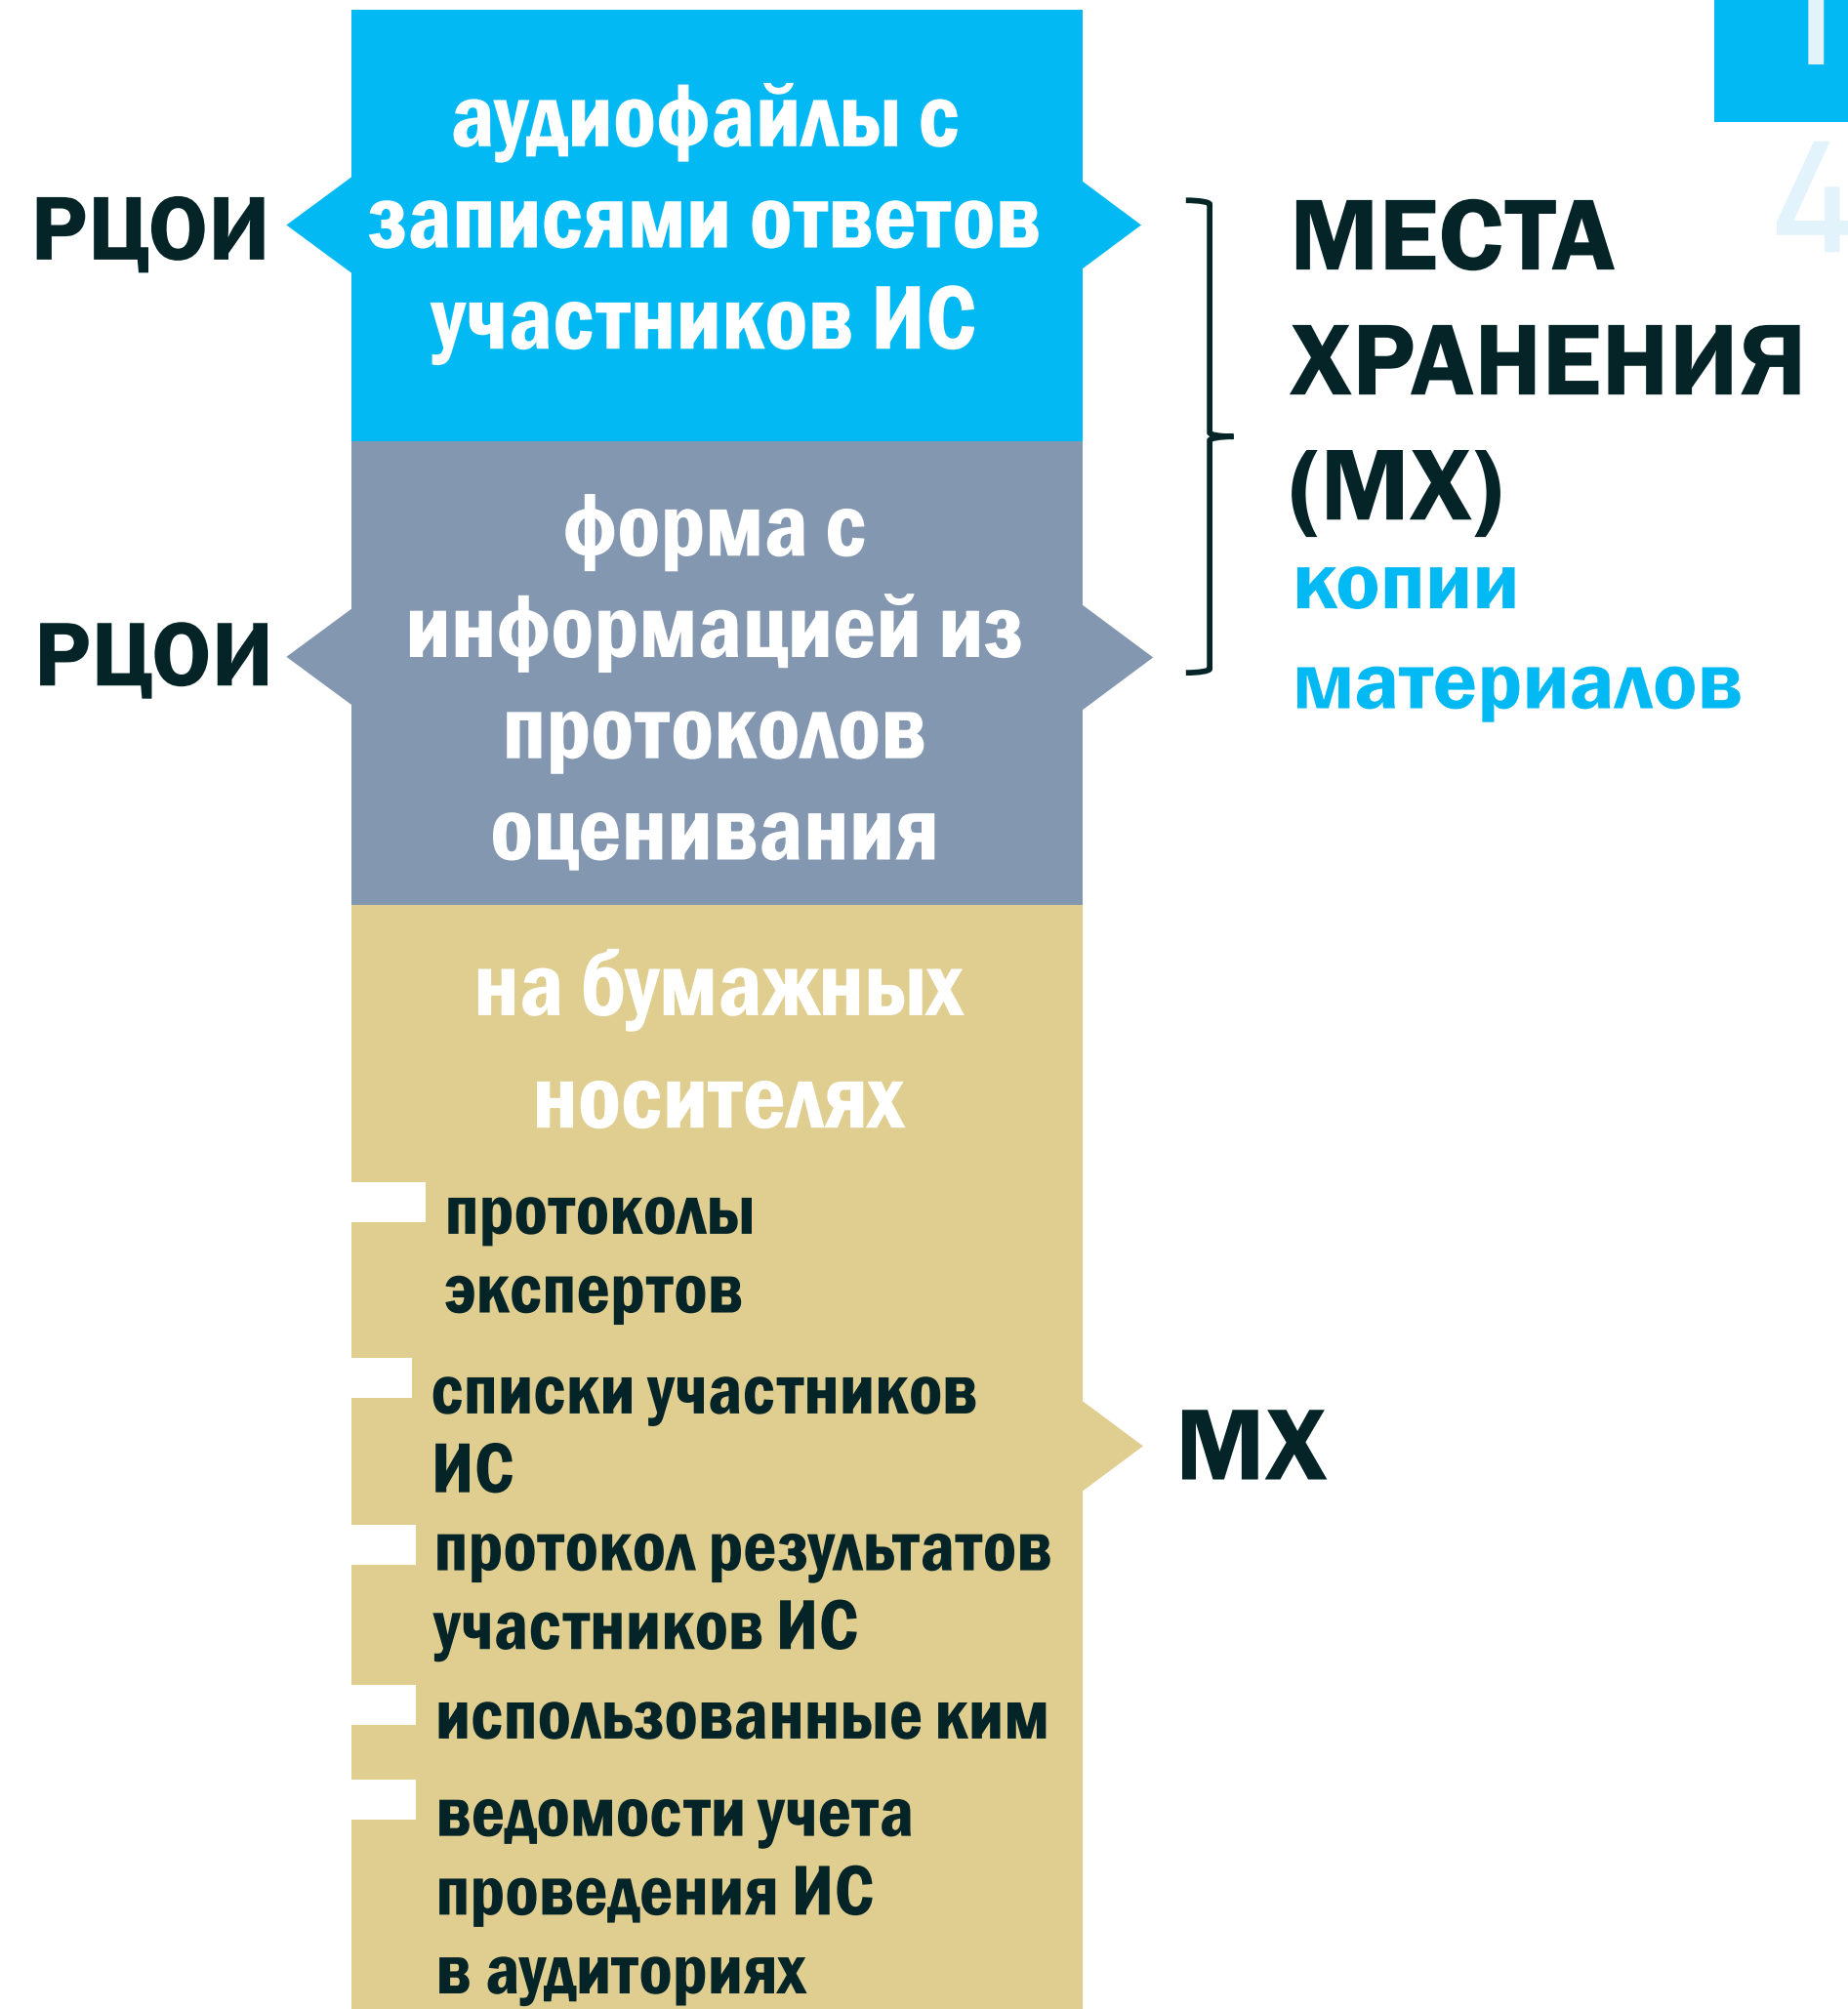 аудиофайлы с
записями ответов
участников ИС
РЦОИ
МЕСТА
ХРАНЕНИЯ
(МХ)
копии
материалов
форма с
информацией из
протоколов
оценивания
РЦОИ
на бумажных
носителях
протоколы
экспертов
списки участников
ИС
протокол результатов
участников ИС
использованные ким
ведомости учета
проведения ИС
в аудиториях
МХ
4